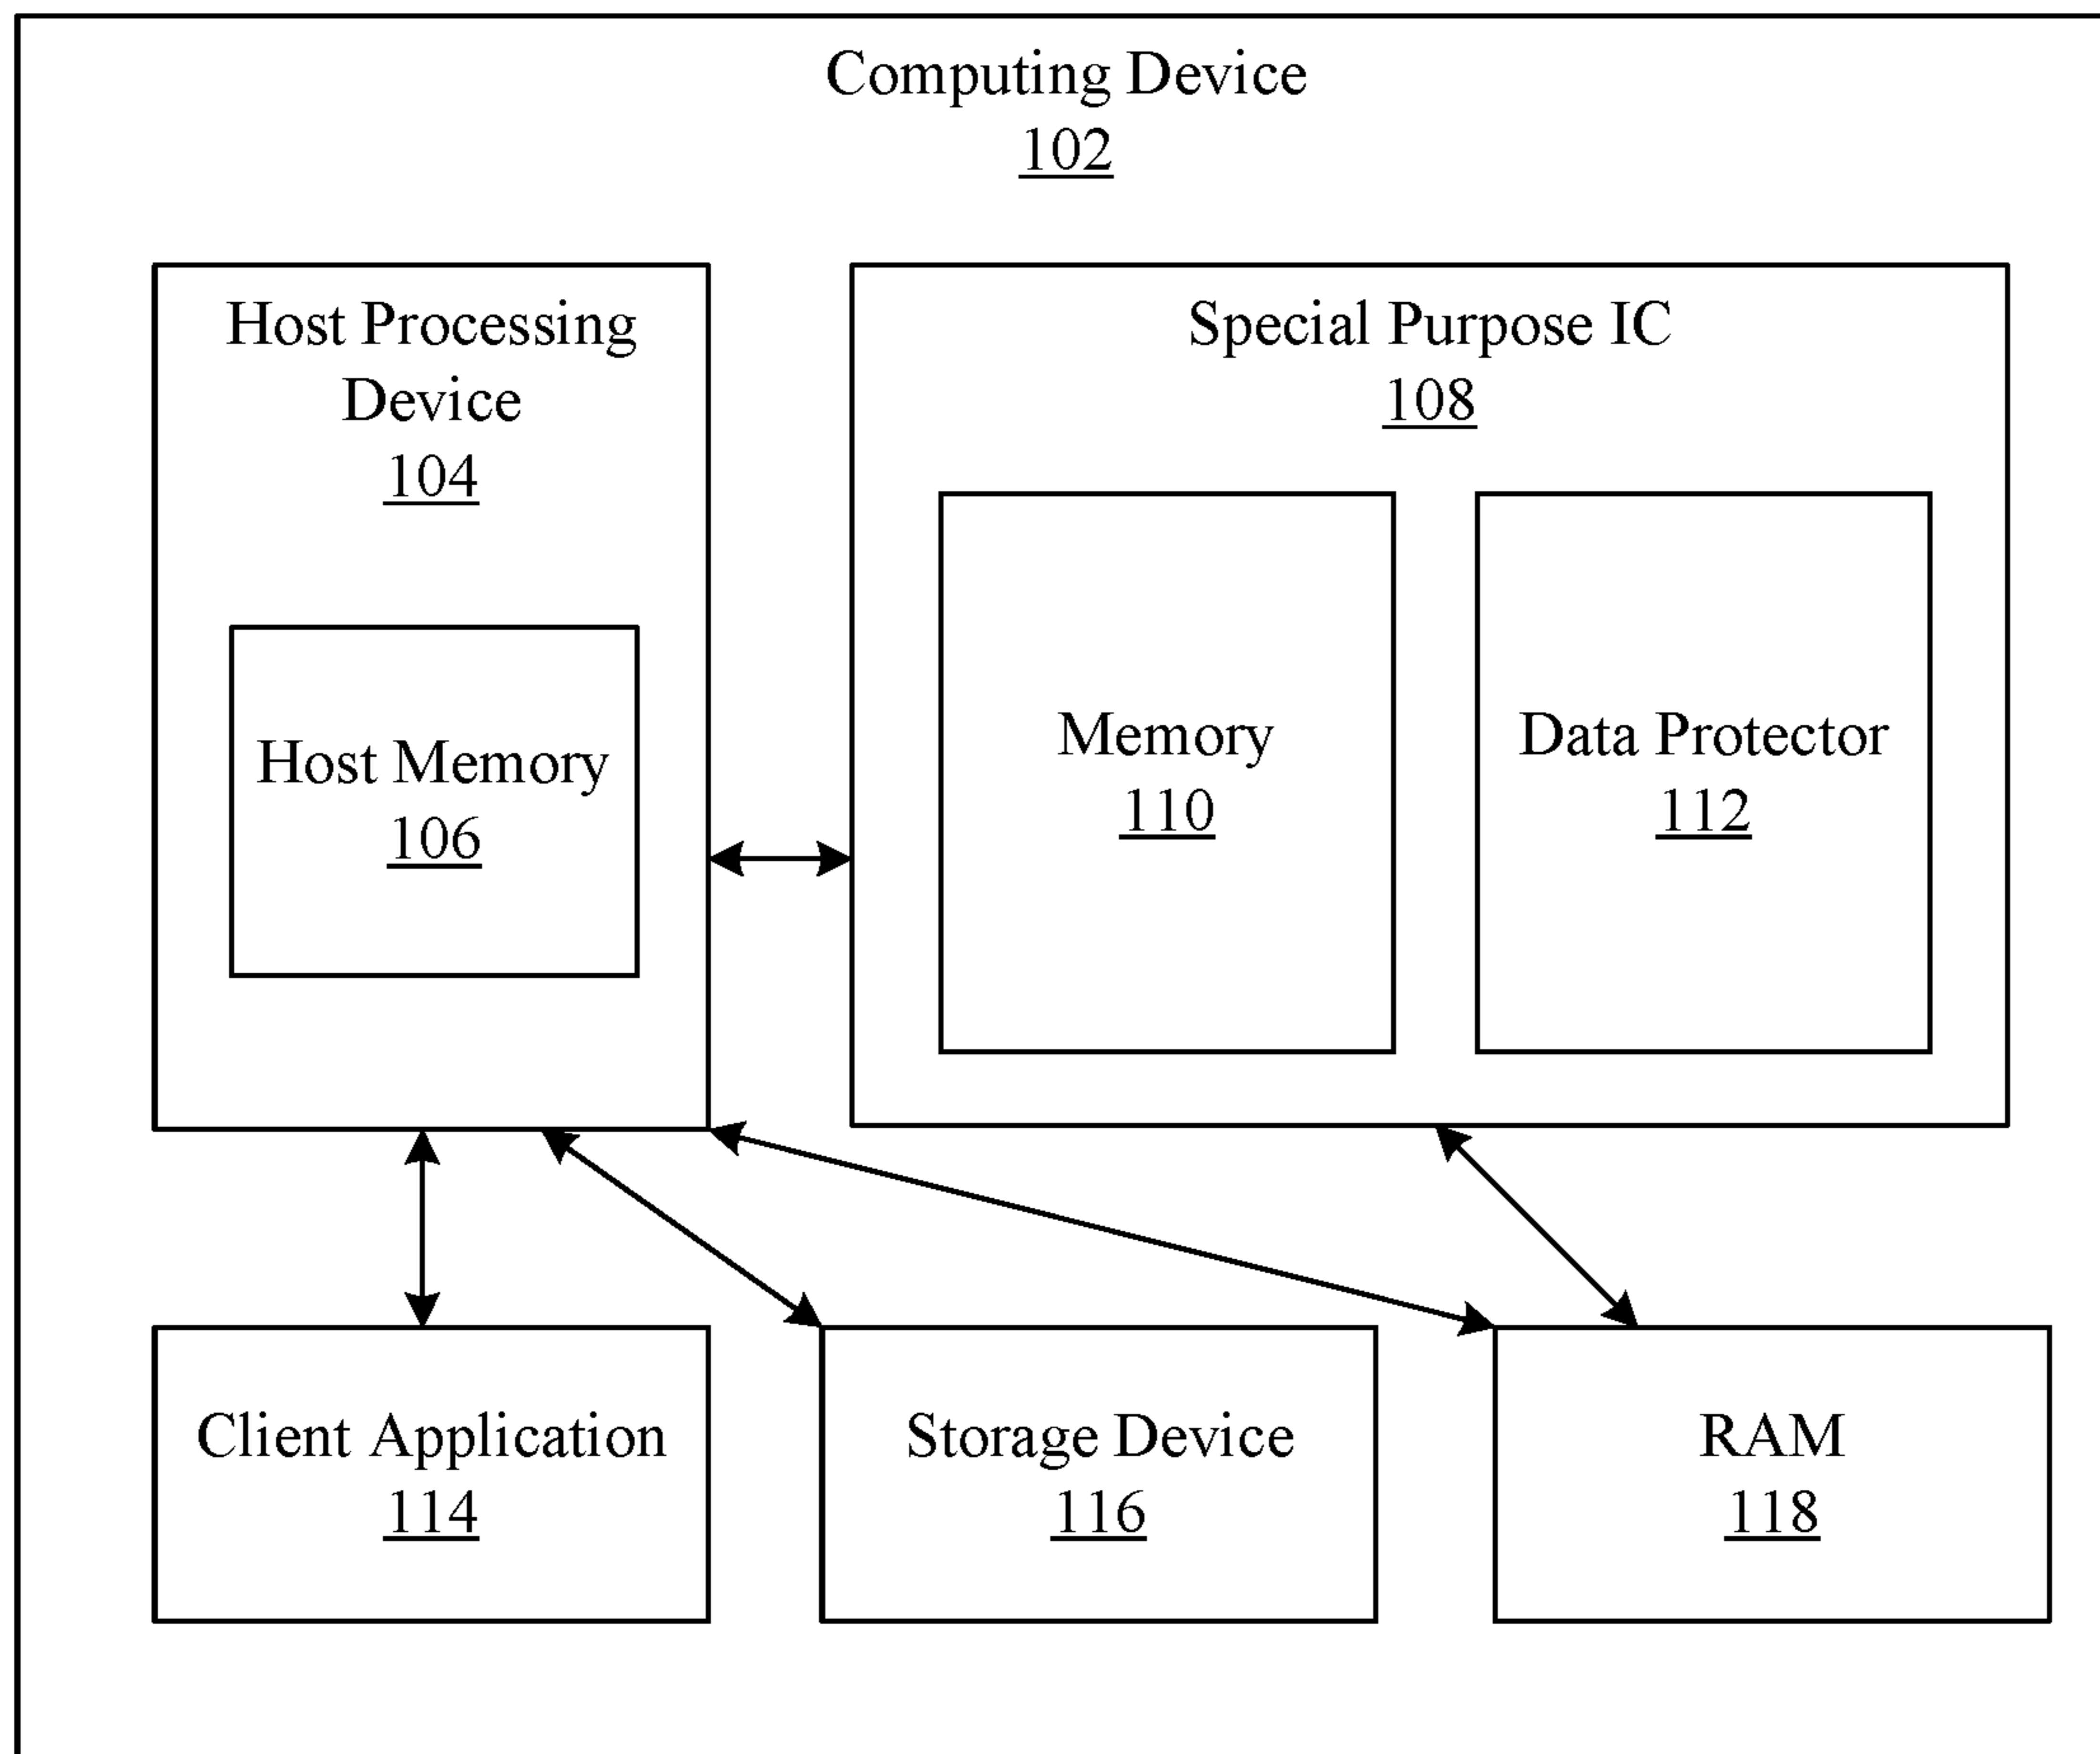 Computing Device
102
Host Processing
Device
104
Special Purpose IC
108
Host Memory
106
Memory
110
Data Protector
112
Client Application
114
Storage Device
116
RAM
118